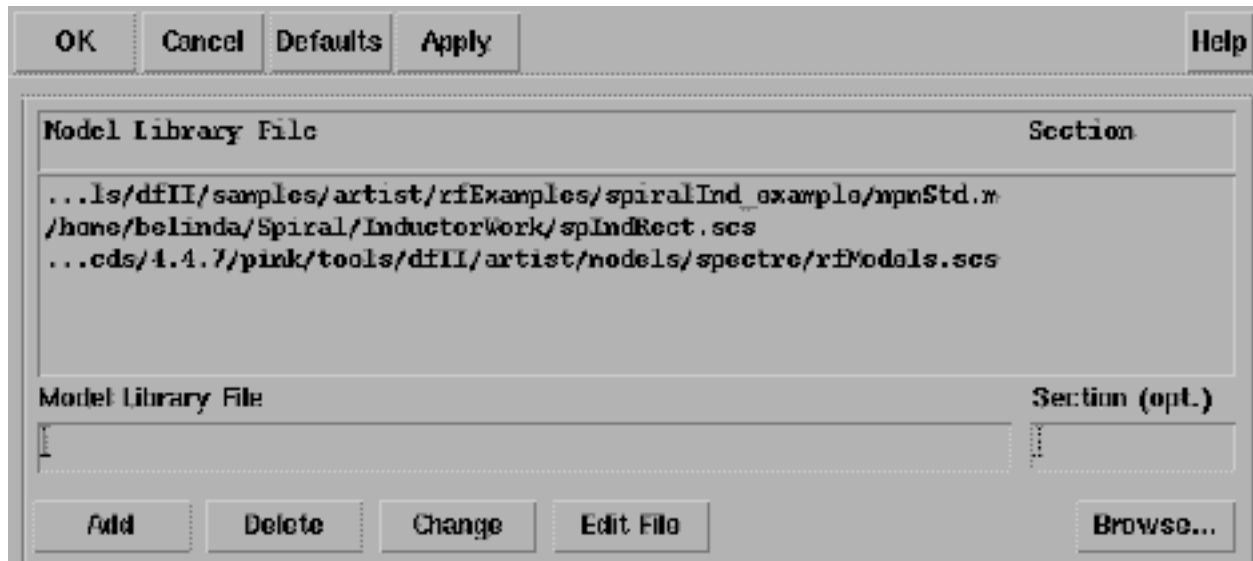 OK Cancel Defaults Apply Help
Model Library File Section
...ls/dfII/samples/artist/rfExamples/spiralInd_example/npnStd.m
/home/belinda/Spiral/InductorWork/spIndRect.scs
...cds/4.4.7/pink/tools/dfII/artist/models/spectre/rfModels.scs
Model Library File Section (opt.)
Add Delete Change Edit File Browse...